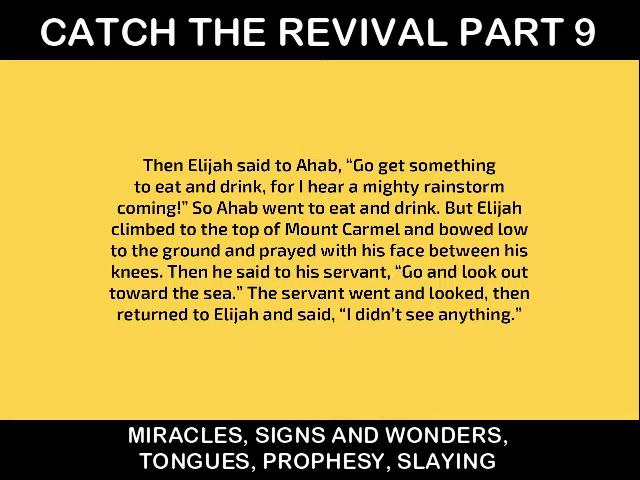 CATCH THE REVIVAL PART 9
Then Elijah said to Ahab, “Go get something
to eat and drink, for I hear a mighty rainstorm
coming!” So Ahab went to eat and drink. But Elijah
climbed to the top of Mount Carmel and bowed low
to the ground and prayed with his face between his
knees. Then he said to his servant, “Go and look out
toward the sea.” The servant went and looked, then
returned to Elijah and said, “I didn’t see anything.”
MIRACLES, SIGNS AND WONDERS,
TONGUES, PROPHESY, SLAYING